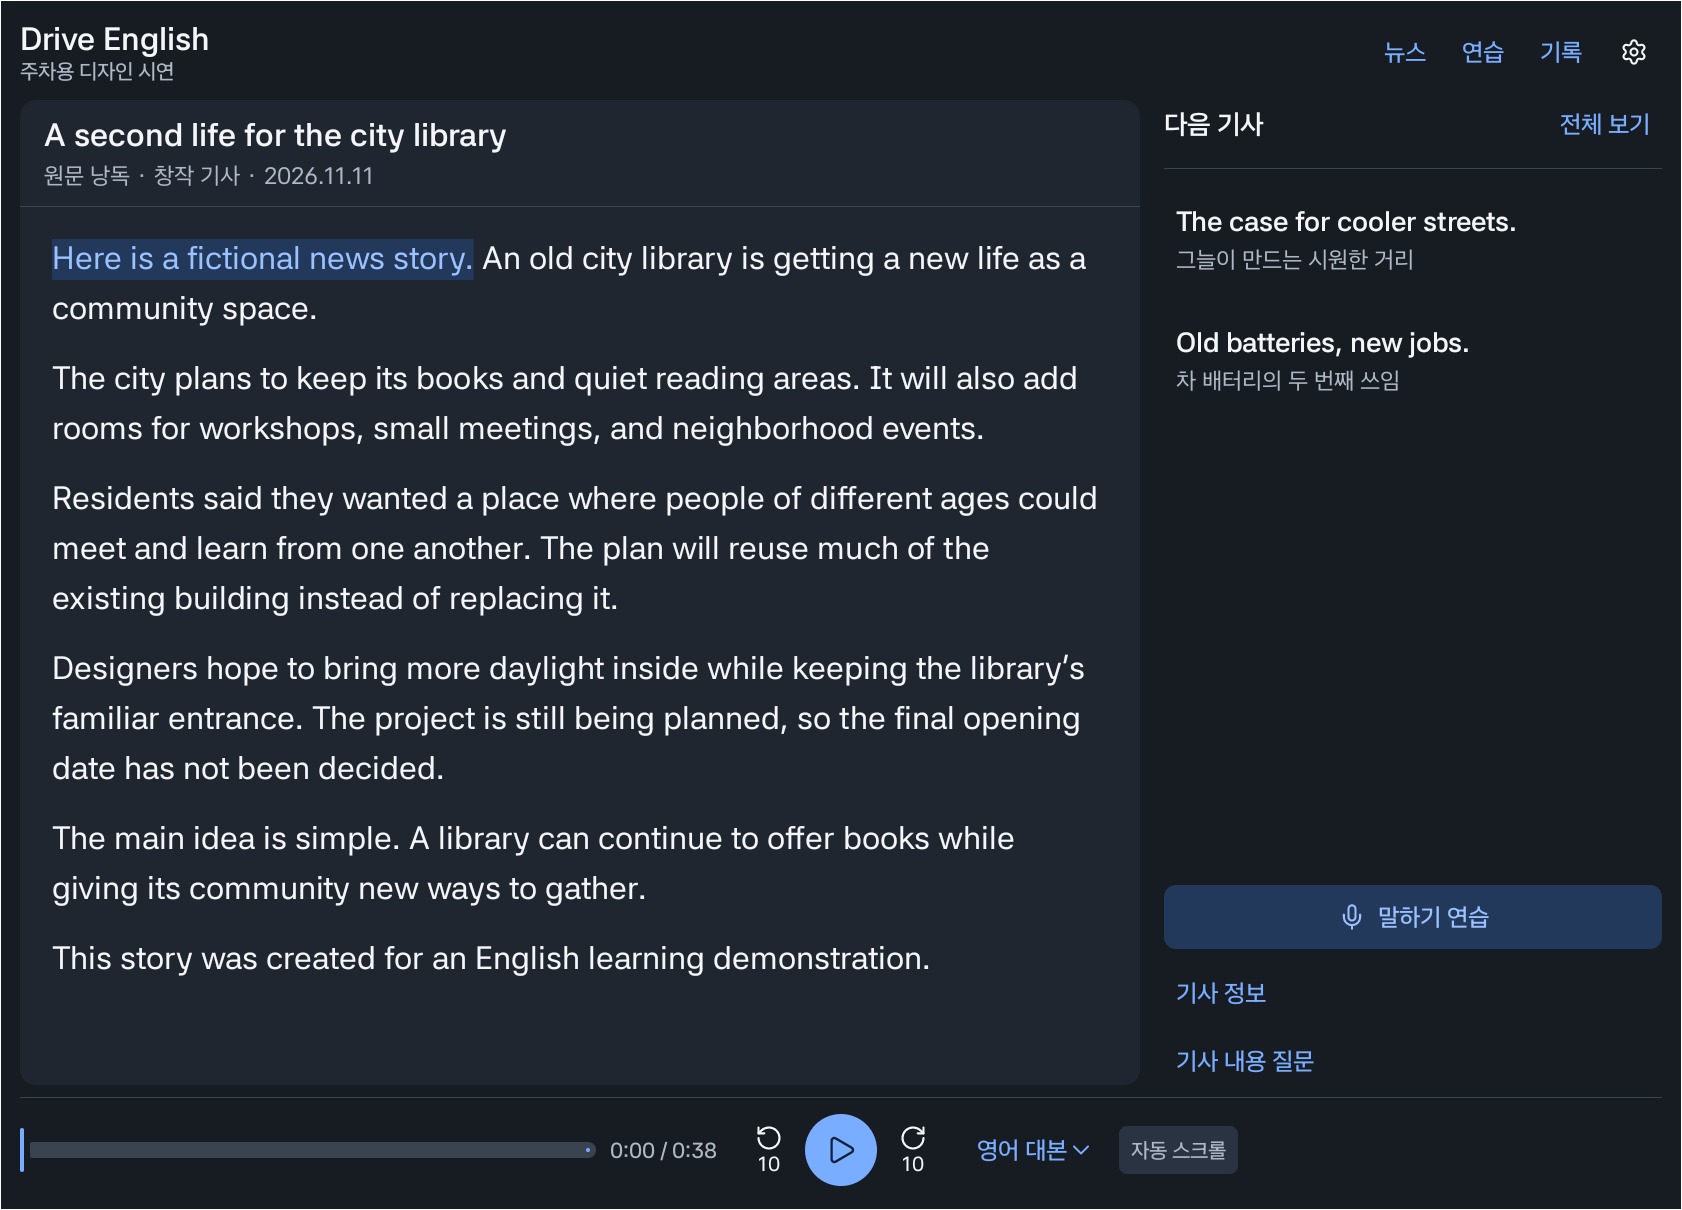 Drive English
주차용 디자인 시연
뉴스 연습 기록
A second life for the city library
원문 낭독 · 창작 기사 · 2026.11.11
Here is a fictional news story. An old city library is getting a new life as a
community space.
The city plans to keep its books and quiet reading areas. It will also add
rooms for workshops, small meetings, and neighborhood events.
Residents said they wanted a place where people of different ages could
meet and learn from one another. The plan will reuse much of the
existing building instead of replacing it.
Designers hope to bring more daylight inside while keeping the library’s
familiar entrance. The project is still being planned, so the final opening
date has not been decided.
The main idea is simple. A library can continue to offer books while
giving its community new ways to gather.
This story was created for an English learning demonstration.
다음 기사 전체 보기
The case for cooler streets.
그늘이 만드는 시원한 거리
Old batteries, new jobs.
차 배터리의 두 번째 쓰임
말하기 연습
기사 정보
기사 내용 질문
0:00 / 0:38
10
10
영어 대본
자동 스크롤